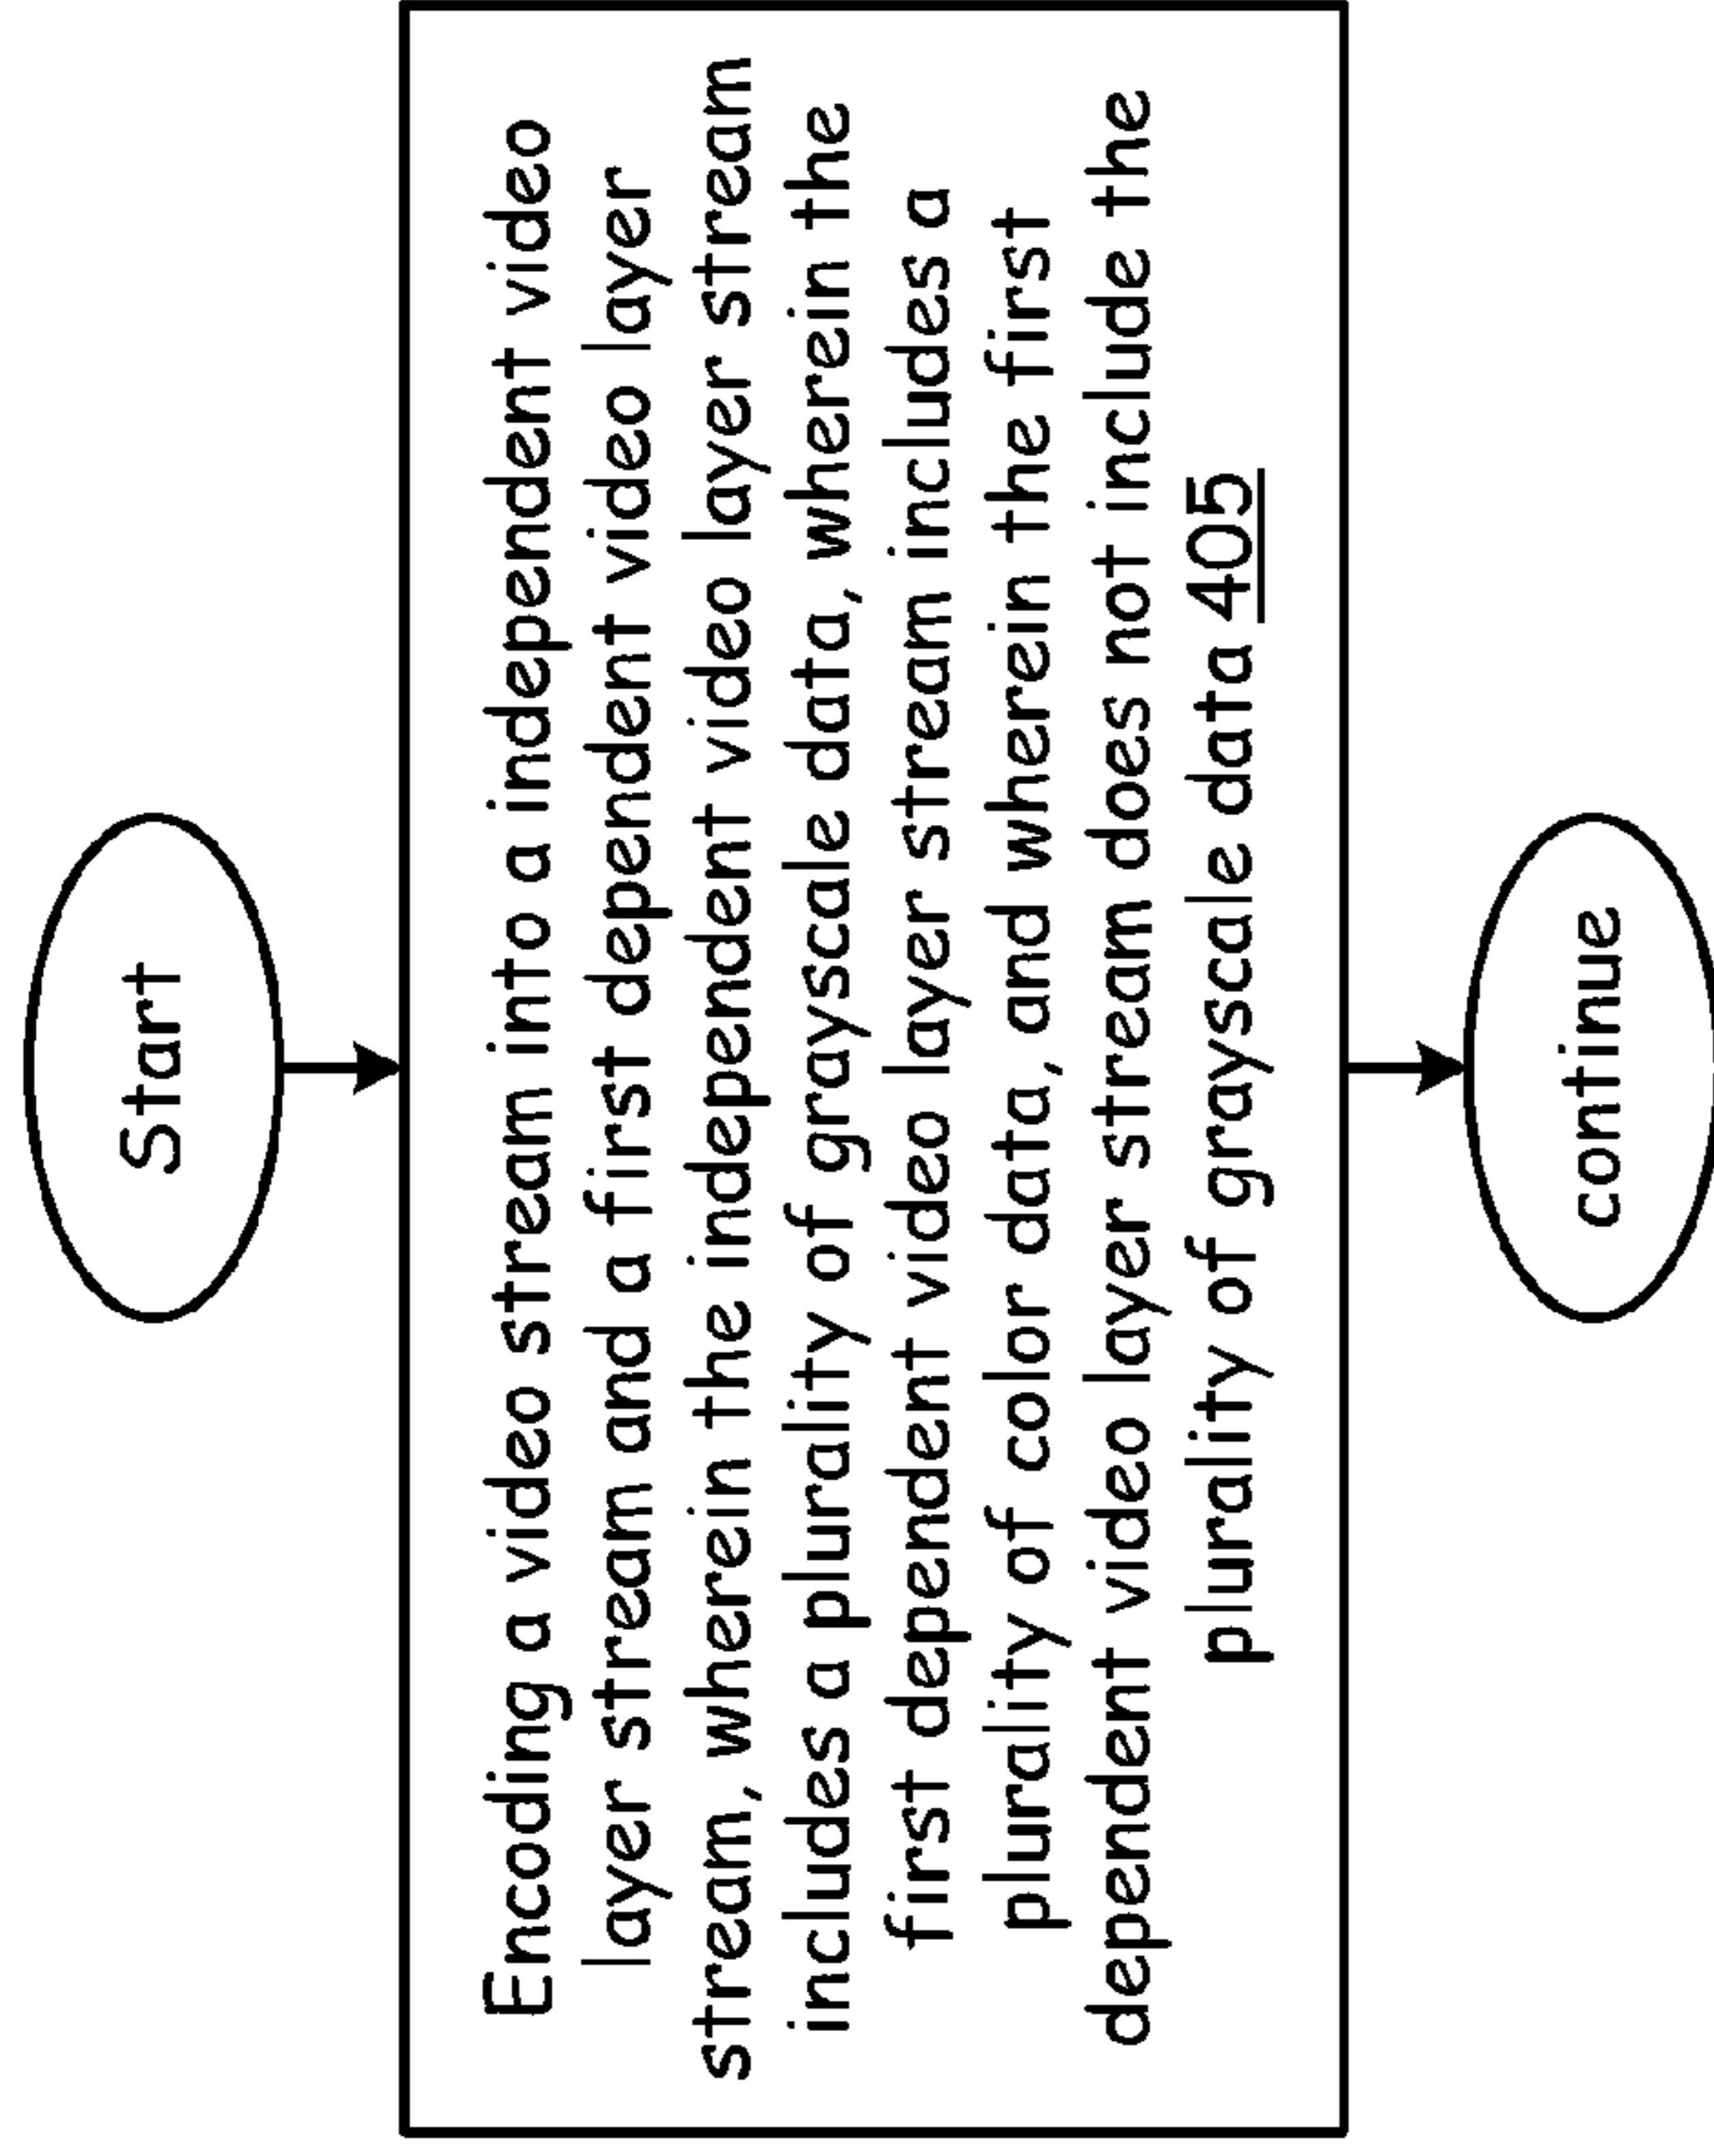 Start
Encoding a video stream into a independent video
layer stream and a first dependent video layer
stream, wherein the independent video layer stream
includes a plurality of grayscale data, wherein the
first dependent video layer stream includes a
plurality of color data, and wherein the first
dependent video layer stream does not include the
plurality of grayscale data 405
continue